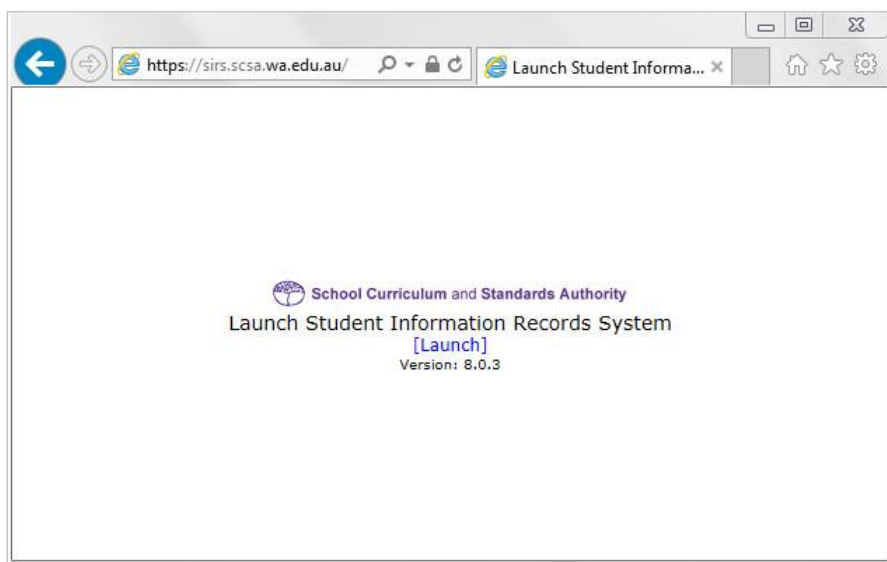 https://sirs.scsa.wa.edu.au/
Launch Student Informa...
School Curriculum and Standards Authority
Launch Student Information Records System
[Launch]
Version: 8.0.3